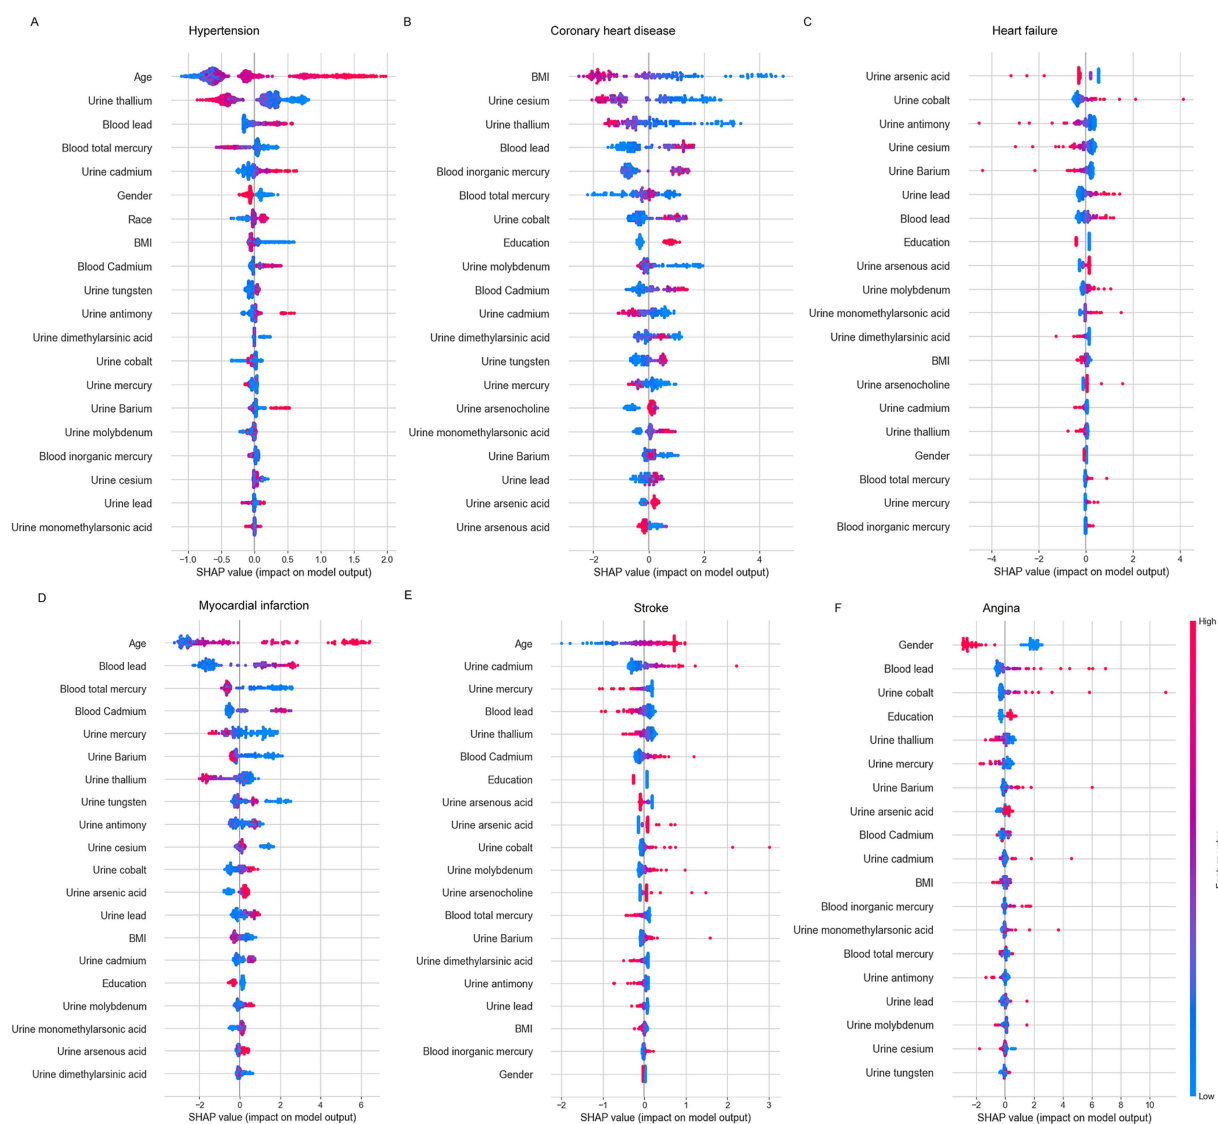 A
Hypertension
Age
Urine thallium
Blood lead
Blood total mercury
Urine cadmium
Gender
Race
BMI
Blood Cadmium
Urine tungsten
Urine antimony
Urine dimethylarsinic acid
Urine cobalt
Urine mercury
Urine Barium
Urine molybdenum
Blood inorganic mercury
Urine cesium
Urine lead
Urine monomethylarsonic acid
−1.0 −0.5 0.0 0.5 1.0 1.5 2.0
SHAP value (impact on model output)
B
Coronary heart disease
BMI
Urine cesium
Urine thallium
Blood lead
Blood inorganic mercury
Blood total mercury
Urine cobalt
Education
Urine molybdenum
Blood Cadmium
Urine cadmium
Urine dimethylarsinic acid
Urine tungsten
Urine mercury
Urine arsenocholine
Urine monomethylarsonic acid
Urine Barium
Urine lead
Urine arsenic acid
Urine arsenous acid
−2 0 2 4
SHAP value (impact on model output)
C
Heart failure
Urine arsenic acid
Urine cobalt
Urine antimony
Urine cesium
Urine Barium
Urine lead
Blood lead
Education
Urine arsenous acid
Urine molybdenum
Urine monomethylarsonic acid
Urine dimethylarsinic acid
BMI
Urine arsenocholine
Urine cadmium
Urine thallium
Gender
Blood total mercury
Urine mercury
Blood inorganic mercury
−4 −2 0 2 4
SHAP value (impact on model output)
D
Myocardial infarction
Age
Blood lead
Blood total mercury
Blood Cadmium
Urine mercury
Urine Barium
Urine thallium
Urine tungsten
Urine antimony
Urine cesium
Urine cobalt
Urine arsenic acid
Urine lead
BMI
Urine cadmium
Education
Urine molybdenum
Urine monomethylarsonic acid
Urine arsenous acid
Urine dimethylarsinic acid
−2 0 2 4 6
SHAP value (impact on model output)
E
Stroke
Age
Urine cadmium
Urine mercury
Blood lead
Urine thallium
Blood Cadmium
Education
Urine arsenous acid
Urine arsenic acid
Urine cobalt
Urine molybdenum
Urine arsenocholine
Blood total mercury
Urine Barium
Urine dimethylarsinic acid
Urine antimony
Urine lead
BMI
Blood inorganic mercury
Gender
−2 −1 0 1 2 3
SHAP value (impact on model output)
F
Angina
Gender
Blood lead
Urine cobalt
Education
Urine thallium
Urine mercury
Urine Barium
Urine arsenic acid
Blood Cadmium
Urine cadmium
BMI
Blood inorganic mercury
Urine monomethylarsonic acid
Blood total mercury
Urine antimony
Urine lead
Urine molybdenum
Urine cesium
Urine tungsten
−2 0 2 4 6 8 10
SHAP value (impact on model output)
High
Low